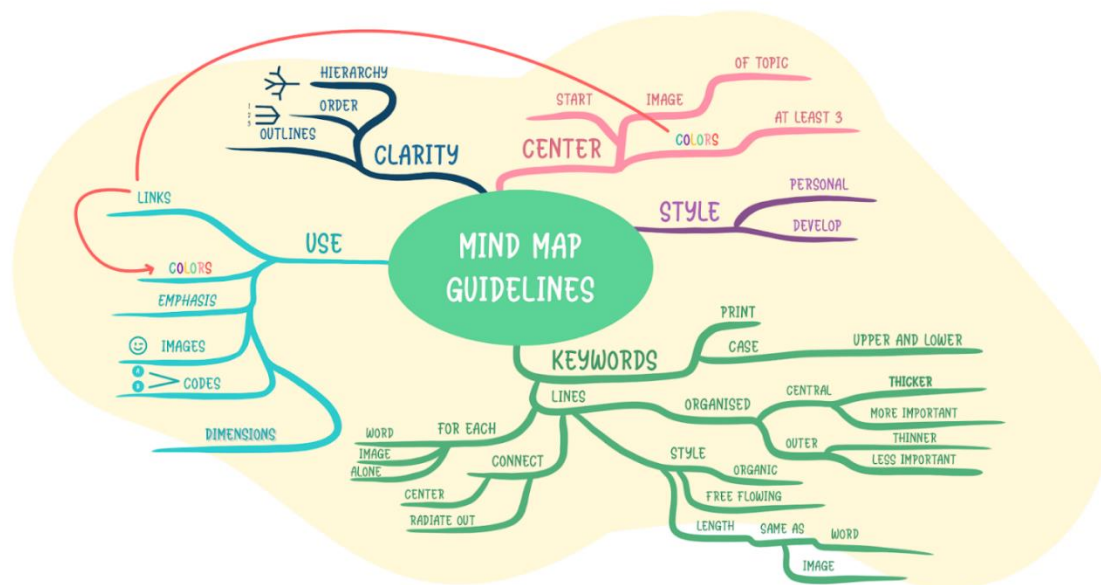 MIND MAP
GUIDELINES
CENTER
START
IMAGE
OF TOPIC
COLORS
AT LEAST 3
STYLE
PERSONAL
DEVELOP
KEYWORDS
PRINT
CASE
UPPER AND LOWER
LINES
ORGANISED
CENTRAL
THICKER
MORE IMPORTANT
OUTER
THINNER
LESS IMPORTANT
STYLE
ORGANIC
FREE FLOWING
LENGTH
SAME AS
WORD
IMAGE
CONNECT
CENTER
RADIATE OUT
FOR EACH
WORD
IMAGE
ALONE
USE
LINKS
COLORS
EMPHASIS
IMAGES
CODES
A
B
DIMENSIONS
CLARITY
HIERARCHY
ORDER
1
2
3
OUTLINES